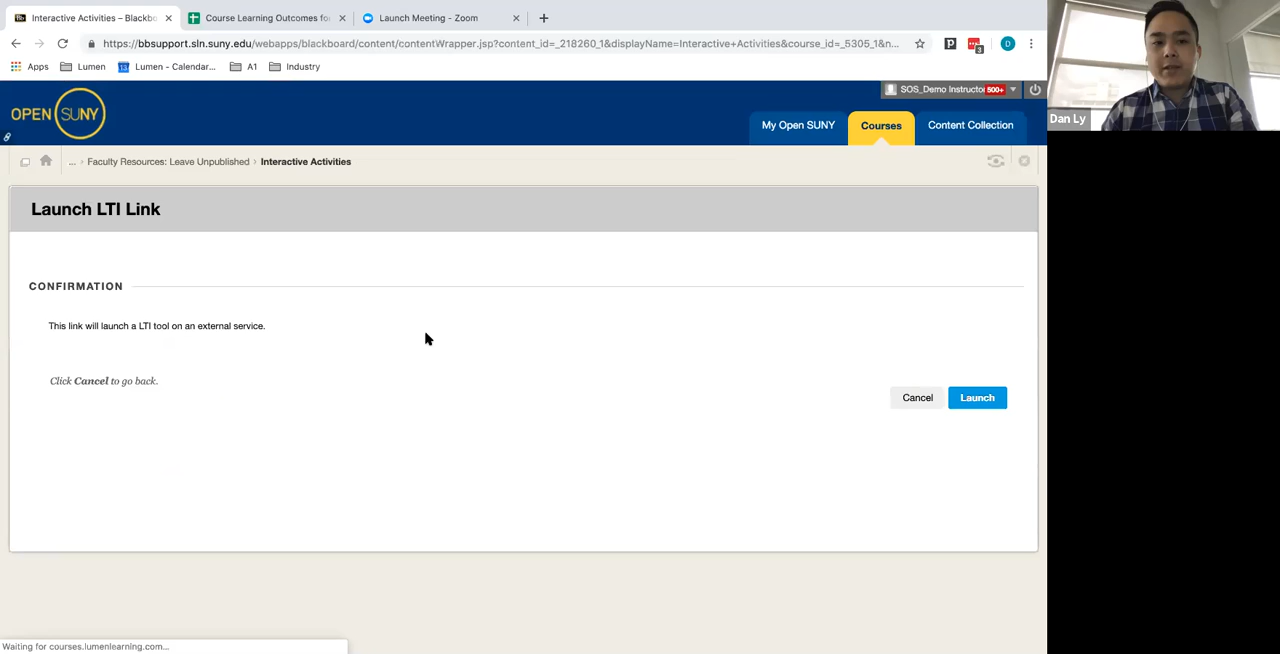 Interactive Activities – Blackbo
Course Learning Outcomes fo
Launch Meeting - Zoom
https://bbsupport.sln.suny.edu/webapps/blackboard/content/contentWrapper.jsp?content_id=_218260_1&displayName=Interactive+Activities&course_id=_5305_1&n...
Apps
Lumen
Lumen - Calendar...
A1
Industry
OPEN SUNY
SOS_Demo Instructor
500+
My Open SUNY
Courses
Content Collection
... › Faculty Resources: Leave Unpublished › Interactive Activities
Launch LTI Link
CONFIRMATION
This link will launch a LTI tool on an external service.
Click Cancel to go back.
Cancel
Launch
Waiting for courses.lumenlearning.com...
Dan Ly